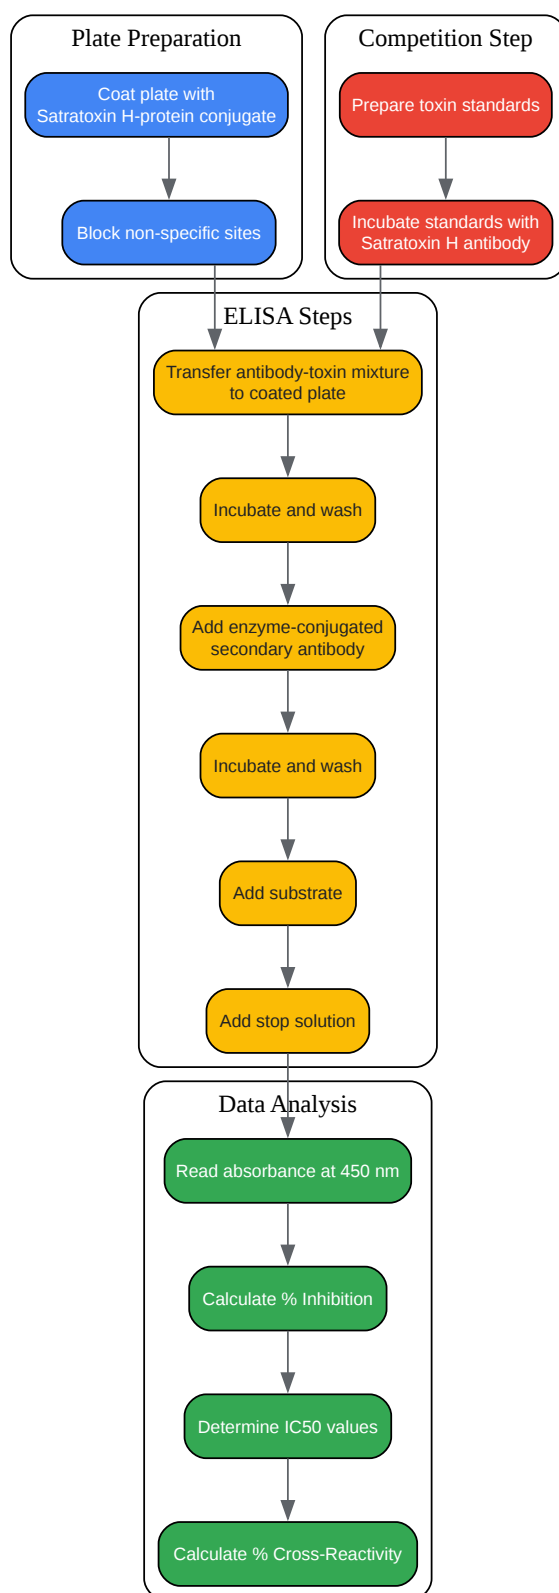 Plate Preparation
Coat plate with
Satratoxin H-protein conjugate
Block non-specific sites
Competition Step
Prepare toxin standards
Incubate standards with
Satratoxin H antibody
ELISA Steps
Transfer antibody-toxin mixture
to coated plate
Incubate and wash
Add enzyme-conjugated
secondary antibody
Incubate and wash
Add substrate
Add stop solution
Data Analysis
Read absorbance at 450 nm
Calculate % Inhibition
Determine IC50 values
Calculate % Cross-Reactivity